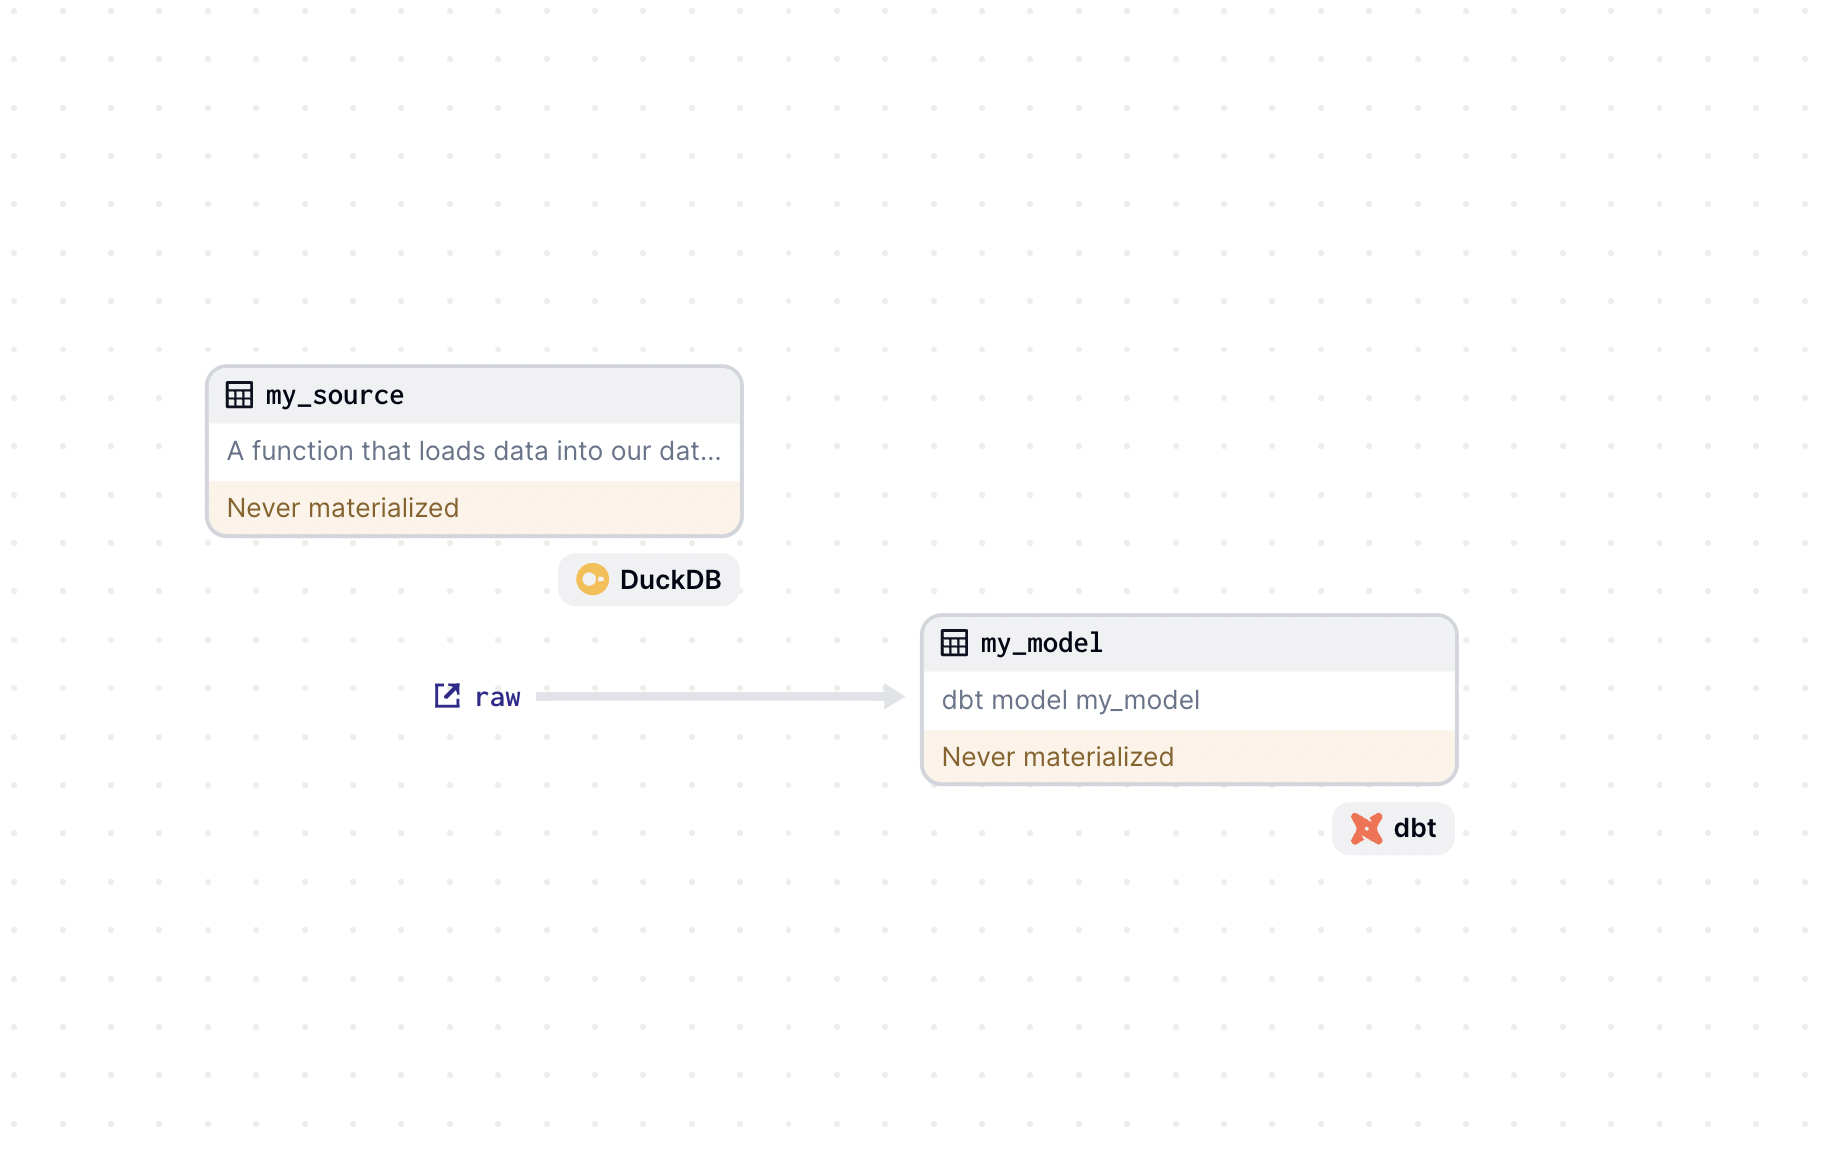 my_source
A function that loads data into our dat...
Never materialized
DuckDB
raw
my_model
dbt model my_model
Never materialized
dbt